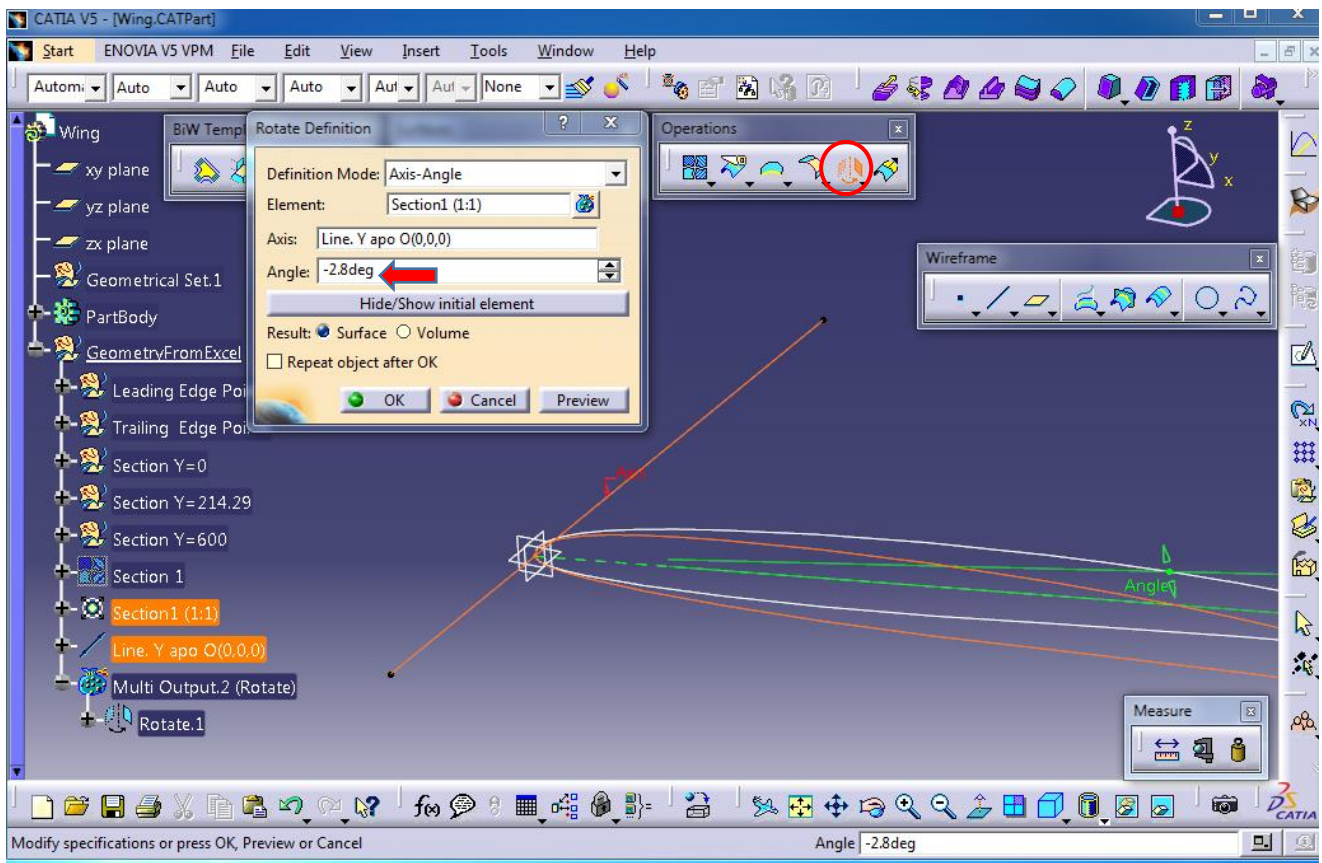 CATIA V5 - [Wing.CATPart]
Start ENOVIA V5 VPM File Edit View Insert Tools Window Help
Auto Auto Auto Aut Aut None
Wing
xy plane
yz plane
zx plane
Geometrical Set.1
PartBody
GeometryFromExcel
Leading Edge Poi
Trailing Edge Poi
Section Y=0
Section Y=214.29
Section Y=600
Section 1
Section1 (1:1)
Line. Y apo O(0,0,0)
Multi Output.2 (Rotate)
Rotate.1
BiW Templ
Rotate Definition
Definition Mode: Axis-Angle
Element: Section1 (1:1)
Axis: Line. Y apo O(0,0,0)
Angle: -2.8deg
Hide/Show initial element
Result: Surface Volume
Repeat object after OK
OK Cancel Preview
Operations
z
y
x
Wireframe
Axis
Angle
Measure
f(x)
CATIA
Modify specifications or press OK, Preview or Cancel
Angle -2.8deg